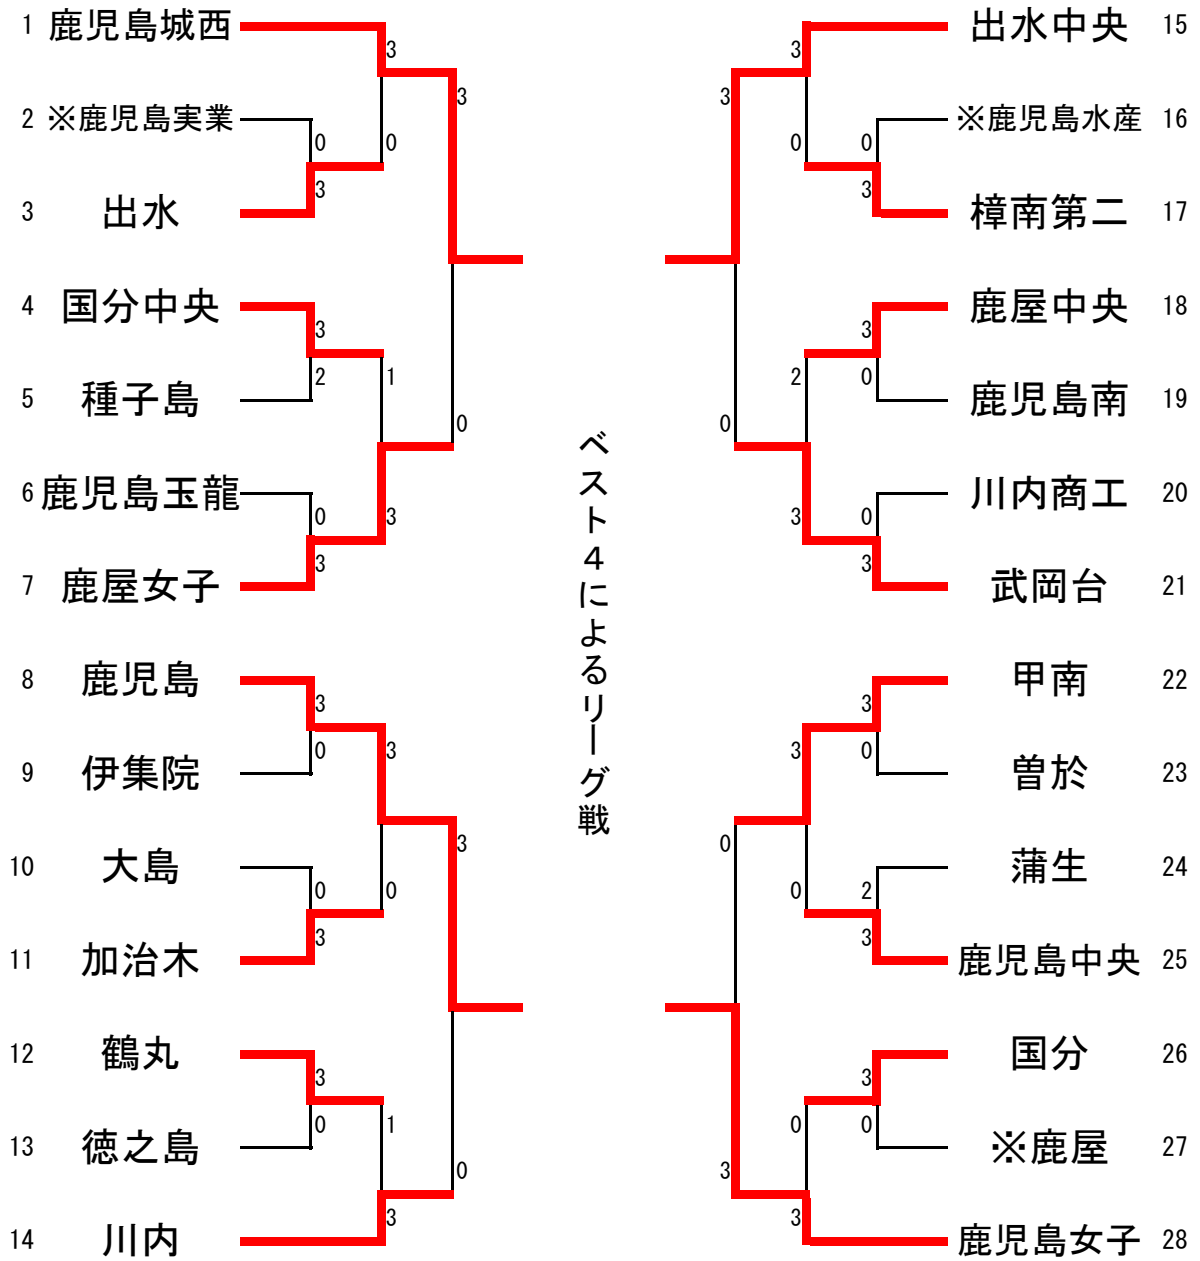 1 鹿児島城西
3
3
2 ※鹿児島実業
0
0
3
3 出水
4 国分中央
3
2
1
5 種子島
0
6 鹿児島玉龍
0
3
3
7 鹿屋女子
8 鹿児島
3
0
3
9 伊集院
3
10 大島
0
0
3
11 加治木
12 鶴丸
3
0
1
13 徳之島
0
3
14 川内
ベスト4によるリーグ戦
出水中央 15
3
3
※鹿児島水産 16
0
0
3
樟南第二 17
鹿屋中央 18
3
2
0
鹿児島南 19
0
川内商工 20
3
0
3
武岡台 21
甲南 22
3
3
0
曽於 23
0
蒲生 24
0
2
3
鹿児島中央 25
国分 26
3
0
0
※鹿屋 27
3
3
鹿児島女子 28